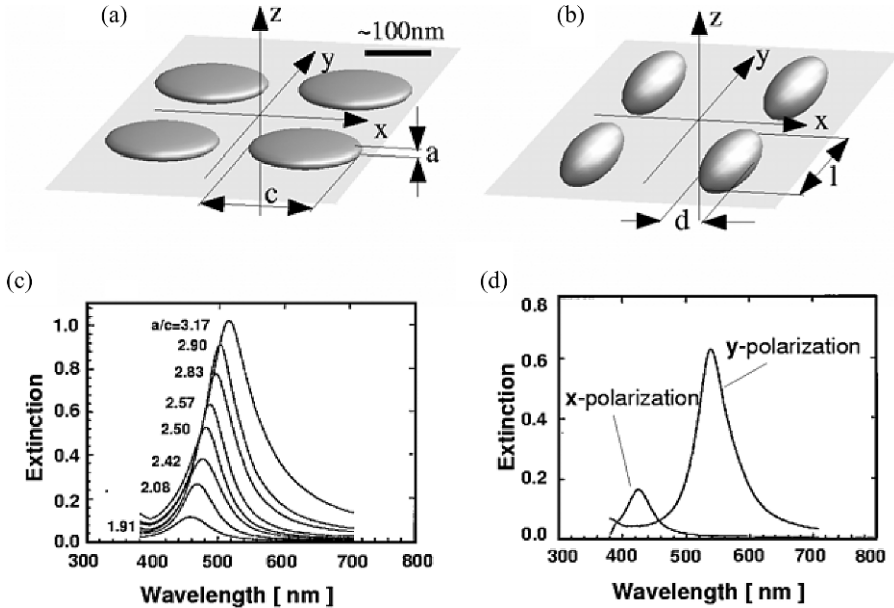 (a)
z
~100nm
y
x
a
c
(b)
z
y
x
l
d
(c)
a/c=3.17
2.90
2.83
2.57
2.50
2.42
2.08
1.91
1.0
0.8
0.6
0.4
0.2
0.0
Extinction
300 400 500 600 700 800
Wavelength [ nm ]
(d)
0.8
0.6
0.4
0.2
0.0
Extinction
y-polarization
x-polarization
300 400 500 600 700 800
Wavelength [ nm ]